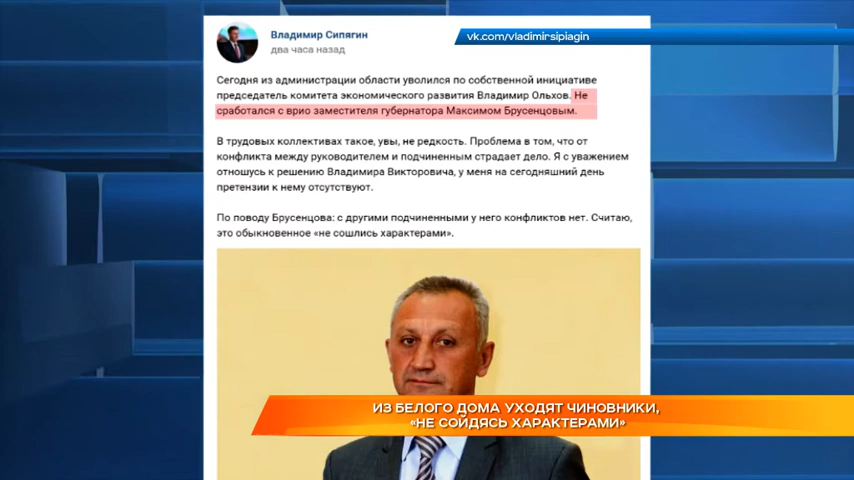 Владимир Сипягин
два часа назад
vk.com/vladimirsipiagin
Сегодня из администрации области уволился по собственной инициативе
председатель комитета экономического развития Владимир Ольхов. Не
сработался с врио заместителя губернатора Максимом Брусенцовым.
В трудовых коллективах такое, увы, не редкость. Проблема в том, что от
конфликта между руководителем и подчиненным страдает дело. Я с уважением
отношусь к решению Владимира Викторовича, у меня на сегодняшний день
претензии к нему отсутствуют.
По поводу Брусенцова: с другими подчиненными у него конфликтов нет. Считаю,
это обыкновенное «не сошлись характерами».
ИЗ БЕЛОГО ДОМА УХОДЯТ ЧИНОВНИКИ,
«НЕ СОЙДЯСЬ ХАРАКТЕРАМИ»